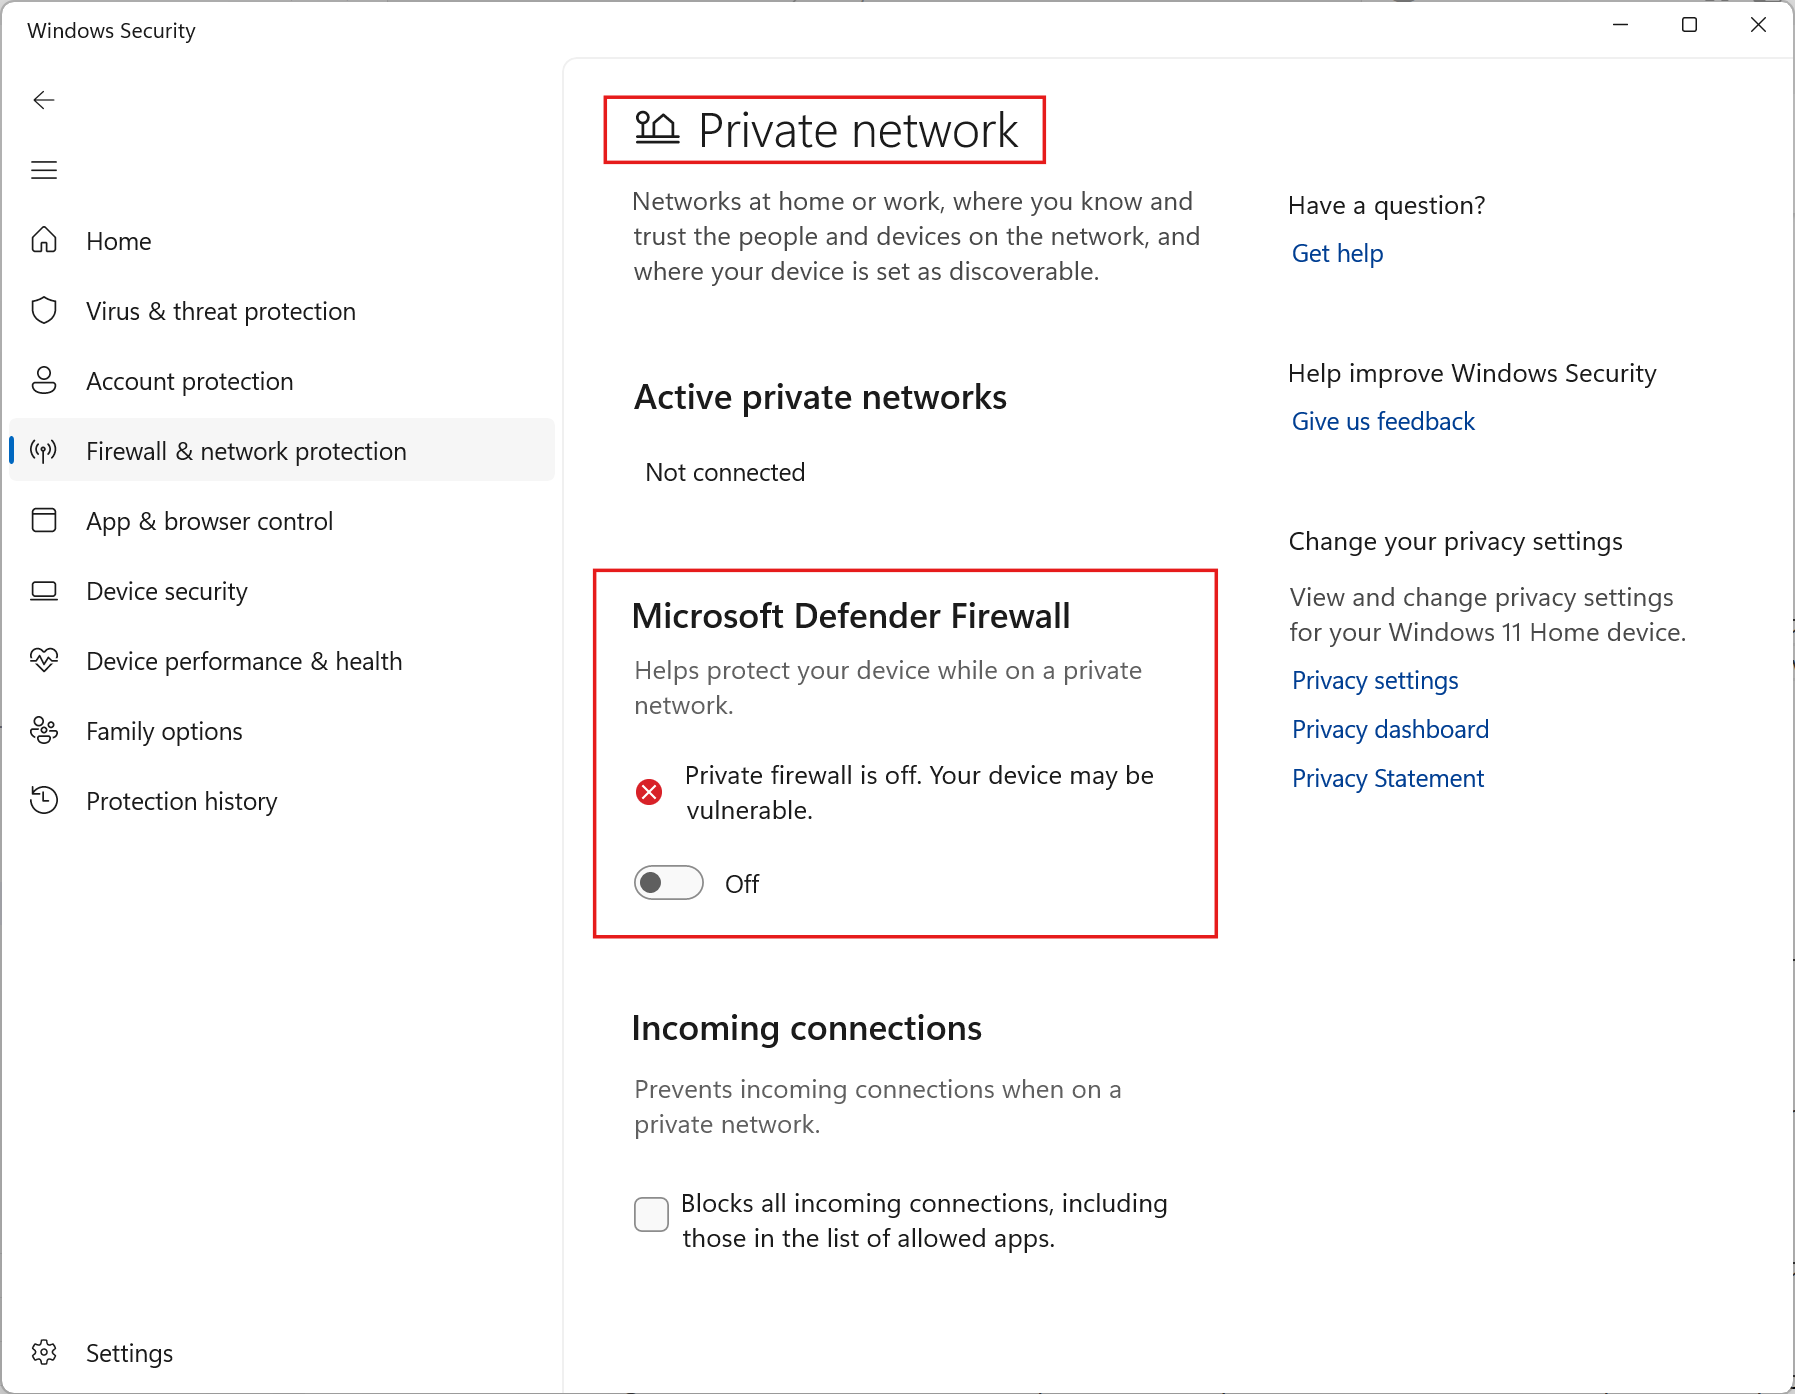 Windows Security
Home
Virus & threat protection
Account protection
Firewall & network protection
App & browser control
Device security
Device performance & health
Family options
Protection history
Settings
Private network
Networks at home or work, where you know and
trust the people and devices on the network, and
where your device is set as discoverable.
Active private networks
Not connected
Microsoft Defender Firewall
Helps protect your device while on a private
network.
Private firewall is off. Your device may be
vulnerable.
Off
Incoming connections
Prevents incoming connections when on a
private network.
Blocks all incoming connections, including
those in the list of allowed apps.
Have a question?
Get help
Help improve Windows Security
Give us feedback
Change your privacy settings
View and change privacy settings
for your Windows 11 Home device.
Privacy settings
Privacy dashboard
Privacy Statement